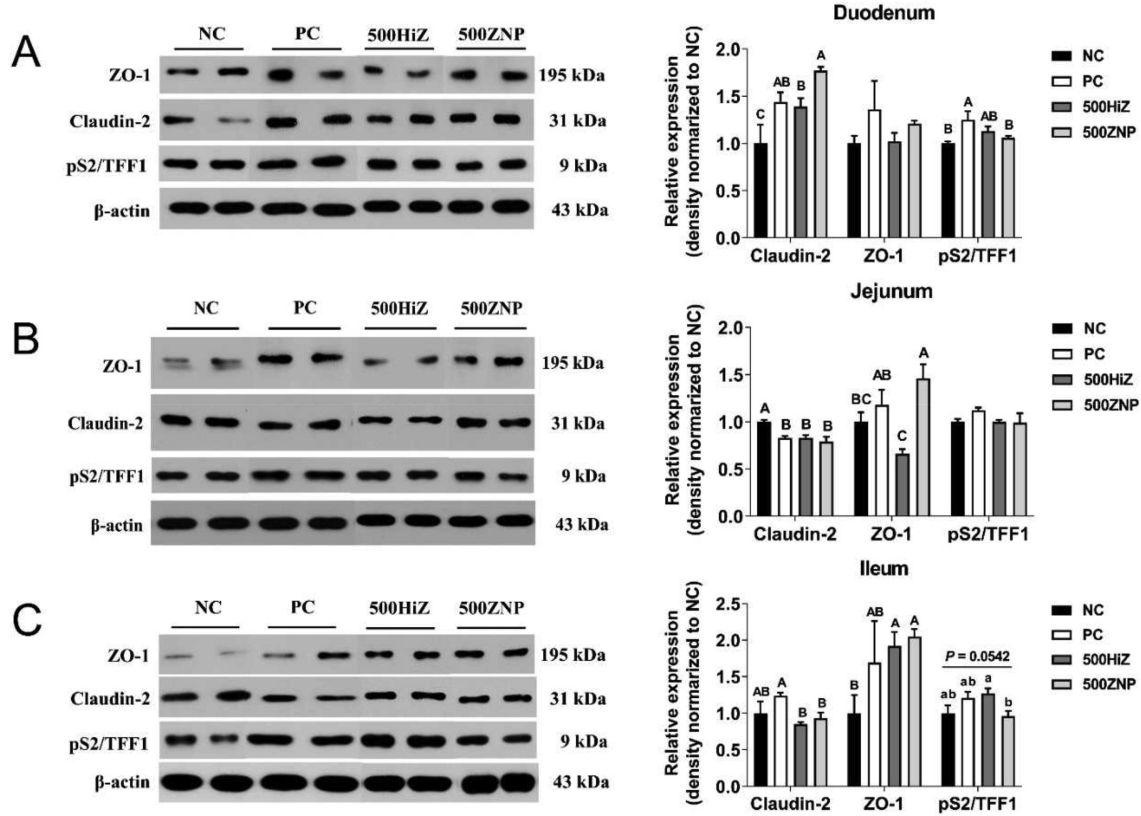 A
NC PC 500HiZ 500ZNP
ZO-1 195 kDa
Claudin-2 31 kDa
pS2/TFF1 9 kDa
β-actin 43 kDa
Duodenum
Relative expression
(density normarized to NC)
2.0
1.5
1.0
0.5
0.0
C AB B A
B A AB B
Claudin-2 ZO-1 pS2/TFF1
NC
PC
500HiZ
500ZNP
B
NC PC 500HiZ 500ZNP
ZO-1 195 kDa
Claudin-2 31 kDa
pS2/TFF1 9 kDa
β-actin 43 kDa
Jejunum
Relative expression
(density normarized to NC)
2.0
1.5
1.0
0.5
0.0
A B B B
BC AB C A
Claudin-2 ZO-1 pS2/TFF1
NC
PC
500HiZ
500ZNP
C
NC PC 500HiZ 500ZNP
ZO-1 195 kDa
Claudin-2 31 kDa
pS2/TFF1 9 kDa
β-actin 43 kDa
Ileum
Relative expression
(density normarized to NC)
2.5
2.0
1.5
1.0
0.5
0.0
AB A B B
B AB A A
P = 0.0542
ab ab a b
Claudin-2 ZO-1 pS2/TFF1
NC
PC
500HiZ
500ZNP